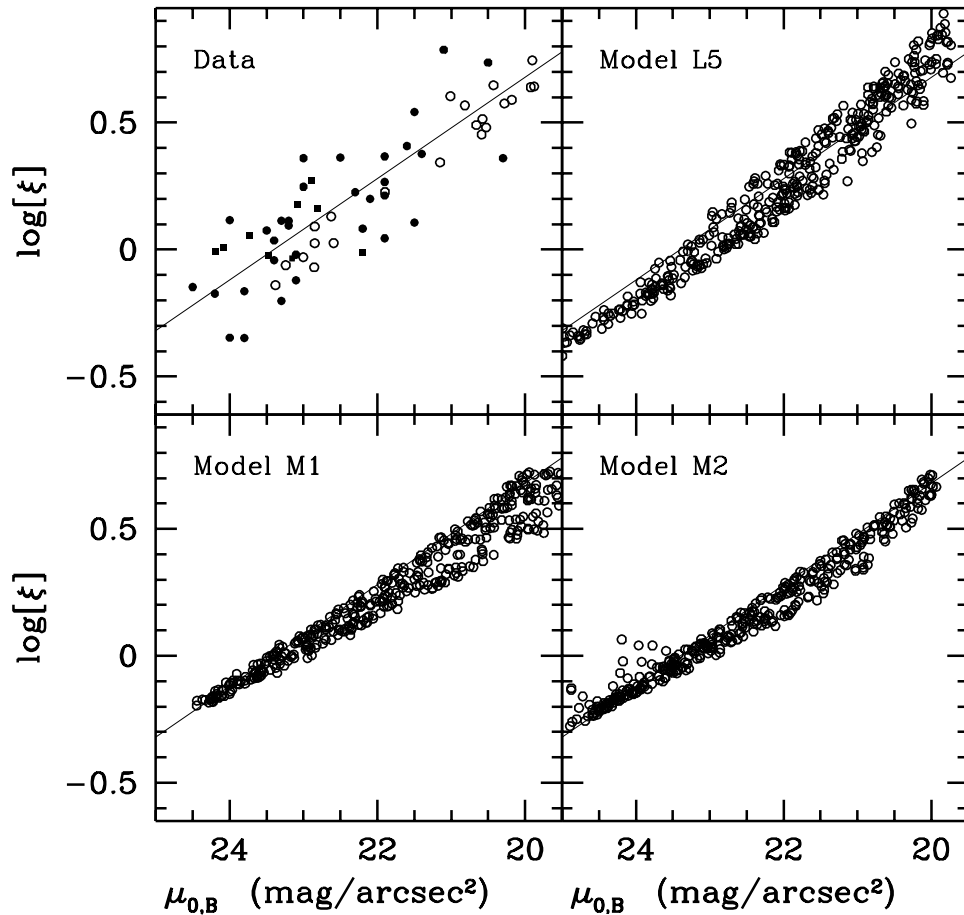 Data
Model L5
0.5
0
−0.5
log[ξ]
Model M1
Model M2
0.5
0
−0.5
log[ξ]
24
22
20
24
22
20
μ0,B (mag/arcsec²)
μ0,B (mag/arcsec²)